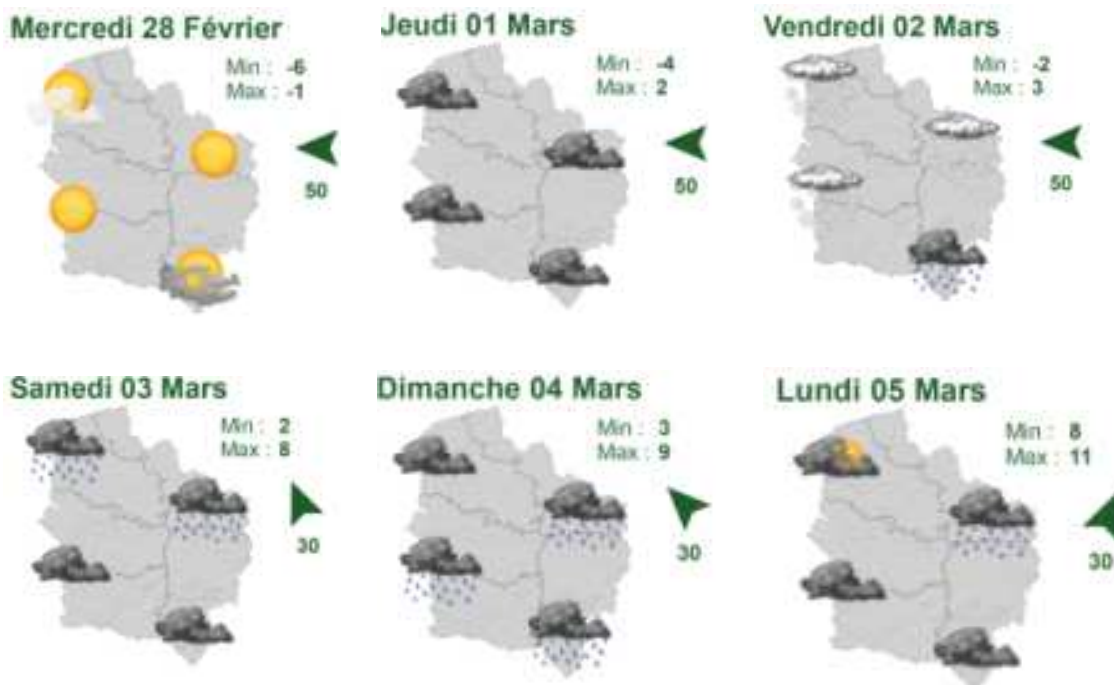 Mercredi 28 Février
Min : -6
Max : -1
50
Jeudi 01 Mars
Min : -4
Max : 2
50
Vendredi 02 Mars
Min : -2
Max : 3
50
Samedi 03 Mars
Min : 2
Max : 8
30
Dimanche 04 Mars
Min : 3
Max : 9
30
Lundi 05 Mars
Min : 8
Max : 11
30